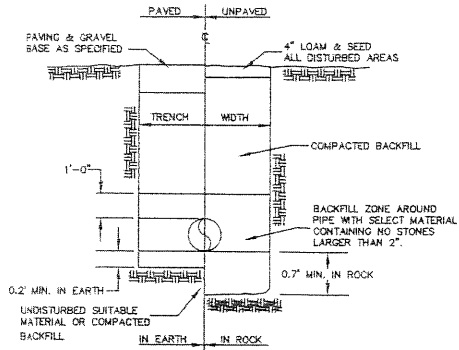 PAVED
UNPAVED
℄
PAVING & GRAVEL
BASE AS SPECIFIED
4" LOAM & SEED
ALL DISTURBED AREAS
TRENCH
WIDTH
COMPACTED BACKFILL
1'-0"
BACKFILL ZONE AROUND
PIPE WITH SELECT MATERIAL
CONTAINING NO STONES
LARGER THAN 2".
0.7' MIN. IN ROCK
0.2' MIN. IN EARTH
UNDISTURBED SUITABLE
MATERIAL OR COMPACTED
BACKFILL
IN EARTH
IN ROCK